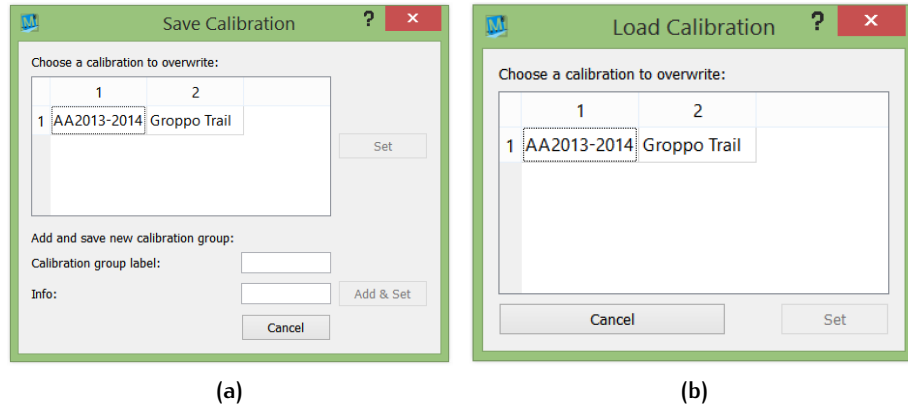 Save Calibration ?
Choose a calibration to overwrite:
1 2
1 AA2013-2014 Groppo Trail
Set
Add and save new calibration group:
Calibration group label:
Info:
Add & Set
Cancel
(a)
Load Calibration ?
Choose a calibration to overwrite:
1 2
1 AA2013-2014 Groppo Trail
Cancel Set
(b)